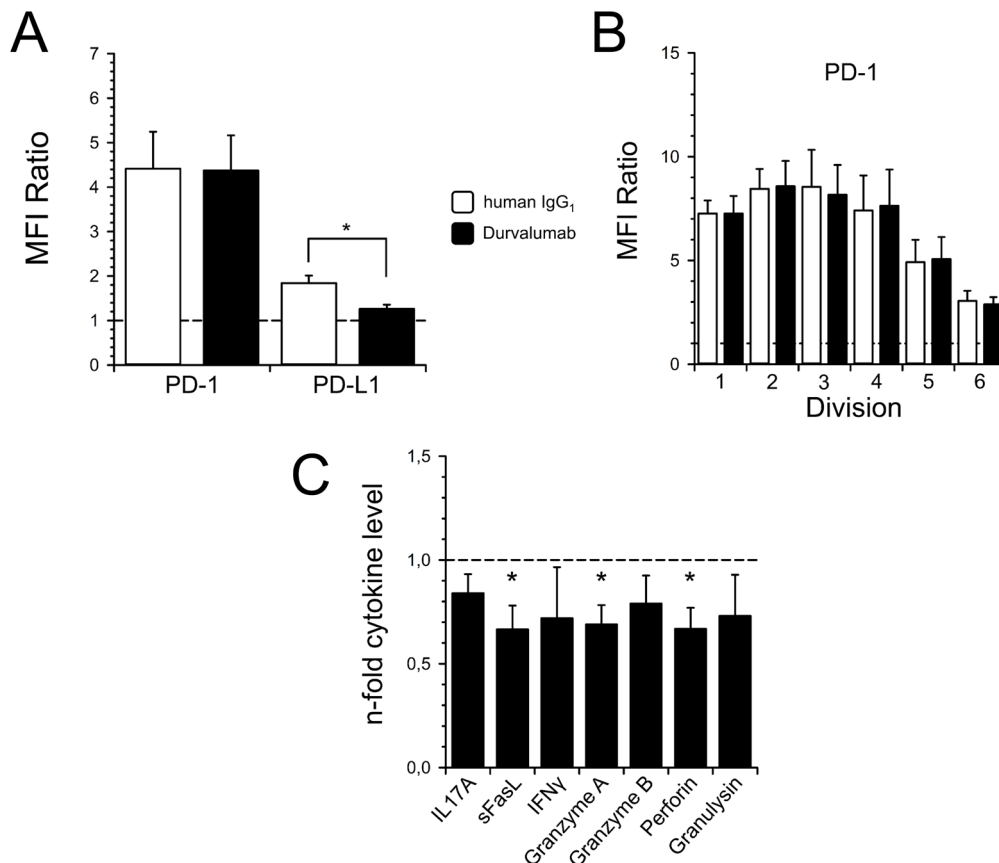 A
MFI Ratio
7
6
5
4
3
2
1
0
*
PD-1 PD-L1
human IgG₁
Durvalumab
B
PD-1
MFI Ratio
15
10
5
0
1 2 3 4 5 6
Division
C
n-fold cytokine level
1,5
1,0
0,5
0,0
* * *
IL17A
sFasL
IFNγ
Granzyme A
Granzyme B
Perforin
Granulysin